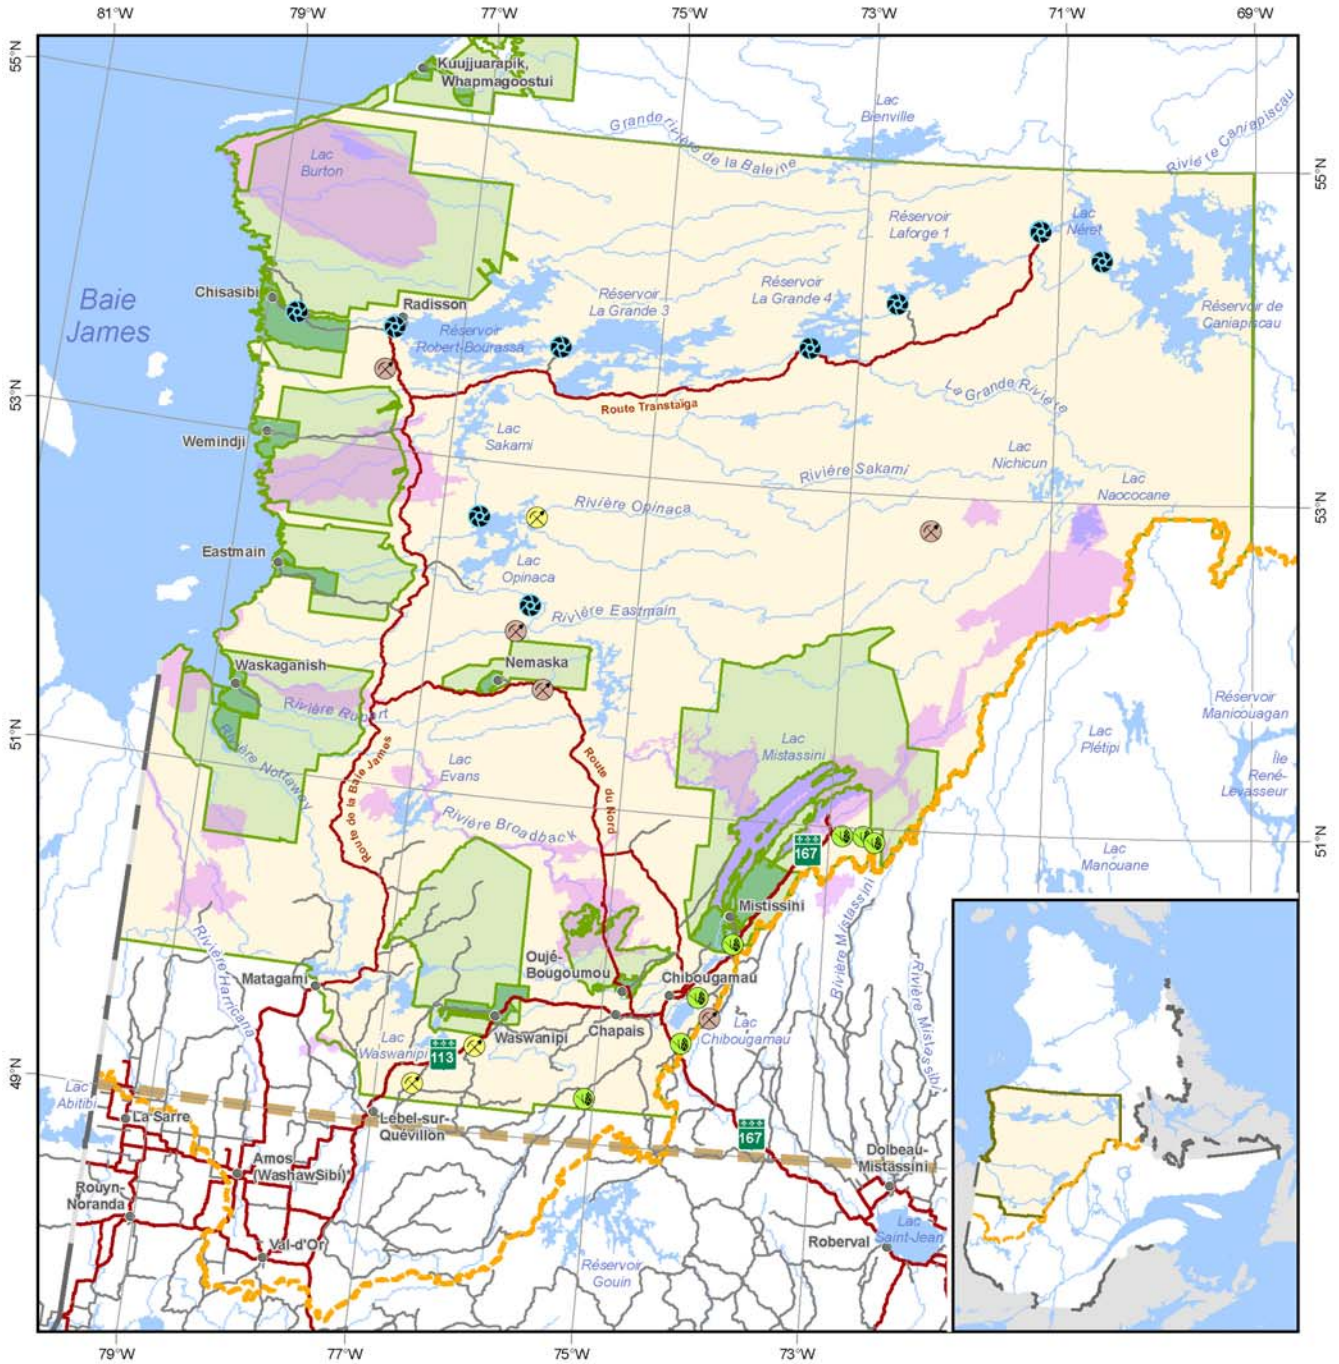 81°W
79°W
77°W
75°W
73°W
71°W
69°W
55°N
55°N
Kuujjuarapik,
Whapmagoostui
Lac
Bienville
Grande rivière de la Baleine
Rivière Caniapiscau
Lac
Burton
Réservoir
Laforge 1
Lac
Néret
Baie
James
Chisasibi
Radisson
Réservoir
Robert-Bourassa
Réservoir
La Grande 3
Réservoir
La Grande 4
Réservoir de
Caniapiscau
53°N
53°N
Route Transtaïga
La Grande Rivière
Wemindji
Lac
Sakami
Rivière Sakami
Lac
Nichicun
Lac
Naococane
Rivière Opinaca
Eastmain
Lac
Opinaca
Rivière Eastmain
Waskaganish
Nemaska
Rivière Rupert
Rivière Nottaway
51°N
51°N
Route de la Baie James
Lac
Evans
Route du Nord
Rivière Broadback
Lac
Mistassini
Lac
Plétipi
Réservoir
Manicouagan
Île
René-
Levasseur
167
Lac
Manouane
Mistissini
Rivière Mistassini
Rivière Mistassibi
Rivière Harricana
Matagami
Oujé-
Bougoumou
Chibougamau
Chapais
Lac
Chibougamau
Waswanipi
Lac
Waswanipi
113
49°N
Lac
Abitibi
La Sarre
Lebel-sur-
Quévillon
167
Amos
(WashawSibi)*
Rouyn-
Noranda
Val-d'Or
Dolbeau-
Mistassini
Lac
Saint-Jean
Roberval
Réservoir
Gouin
79°W
77°W
75°W
73°W